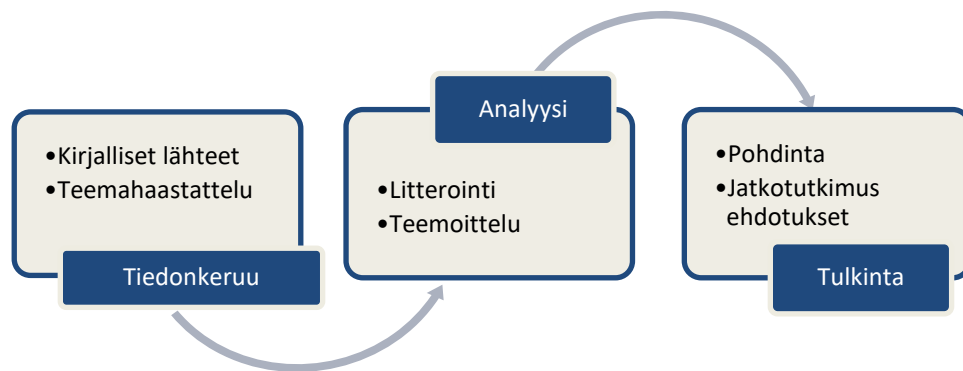 •Kirjalliset lähteet
•Teemahaastattelu
Tiedonkeruu
Analyysi
•Litterointi
•Teemoittelu
•Pohdinta
•Jatkotutkimus
ehdotukset
Tulkinta